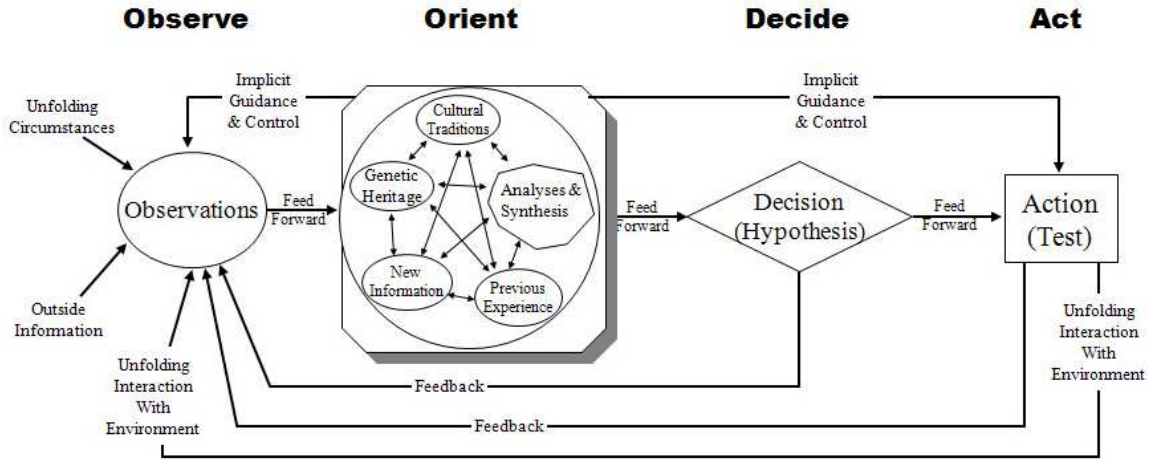 Observe
Orient
Decide
Act
Implicit
Guidance
& Control
Unfolding
Circumstances
Observations
Outside
Information
Unfolding
Interaction
With
Environment
Feed
Forward
Cultural
Traditions
Genetic
Heritage
Analyses &
Synthesis
New
Information
Previous
Experience
Feed
Forward
Decision
(Hypothesis)
Implicit
Guidance
& Control
Feed
Forward
Action
(Test)
Unfolding
Interaction
With
Environment
Feedback
Feedback